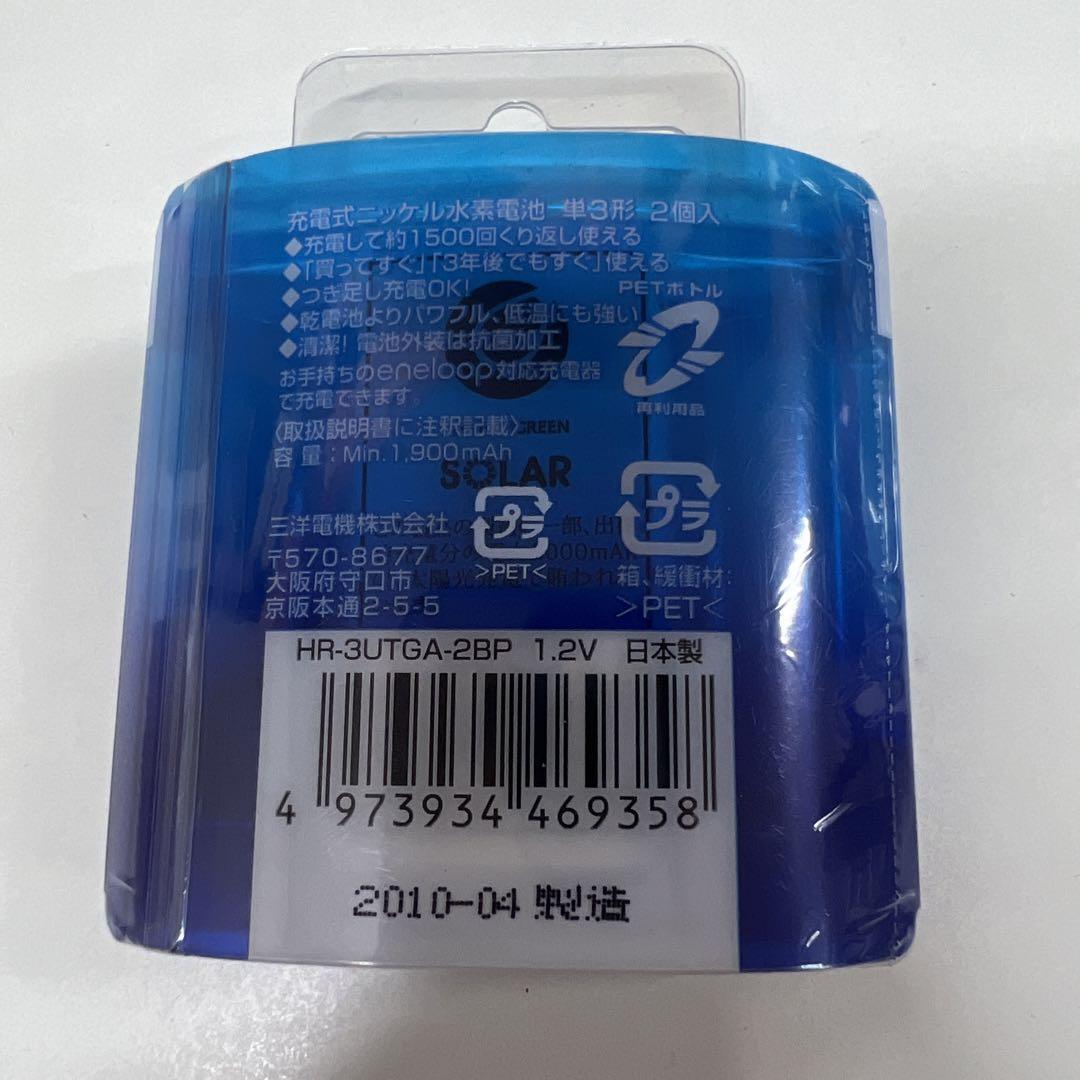 充電式ニッケル水素電池 単3形 2個入
◆充電して約1500回くり返し使える
◆「買ってすぐ」「3年後でもすぐ」使える
◆つぎ足し充電OK!
◆乾電池よりパワフル、低温にも強い
◆清潔! 電池外装は抗菌加工
お手持ちのeneloop対応充電器
で充電できます。
〈取扱説明書に注釈記載〉
容量:Min.1,900mAh
PETボトル
再利用品
GREEN
SOLAR
三洋電機株式会社
〒570-8677
大阪府守口市
京阪本通2-5-5
プラ
>PET<
プラ
箱、緩衝材:
>PET<
HR-3UTGA-2BP 1.2V 日本製
4 973934 469358
2010-04 製造